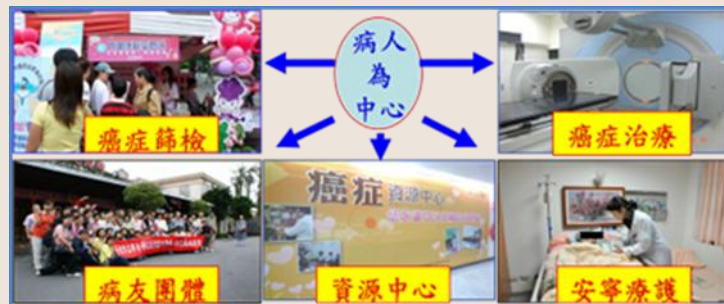 病人
為
中心
癌症篩檢
癌症治療
癌症資源中心
病友團體
資源中心
安寧療護